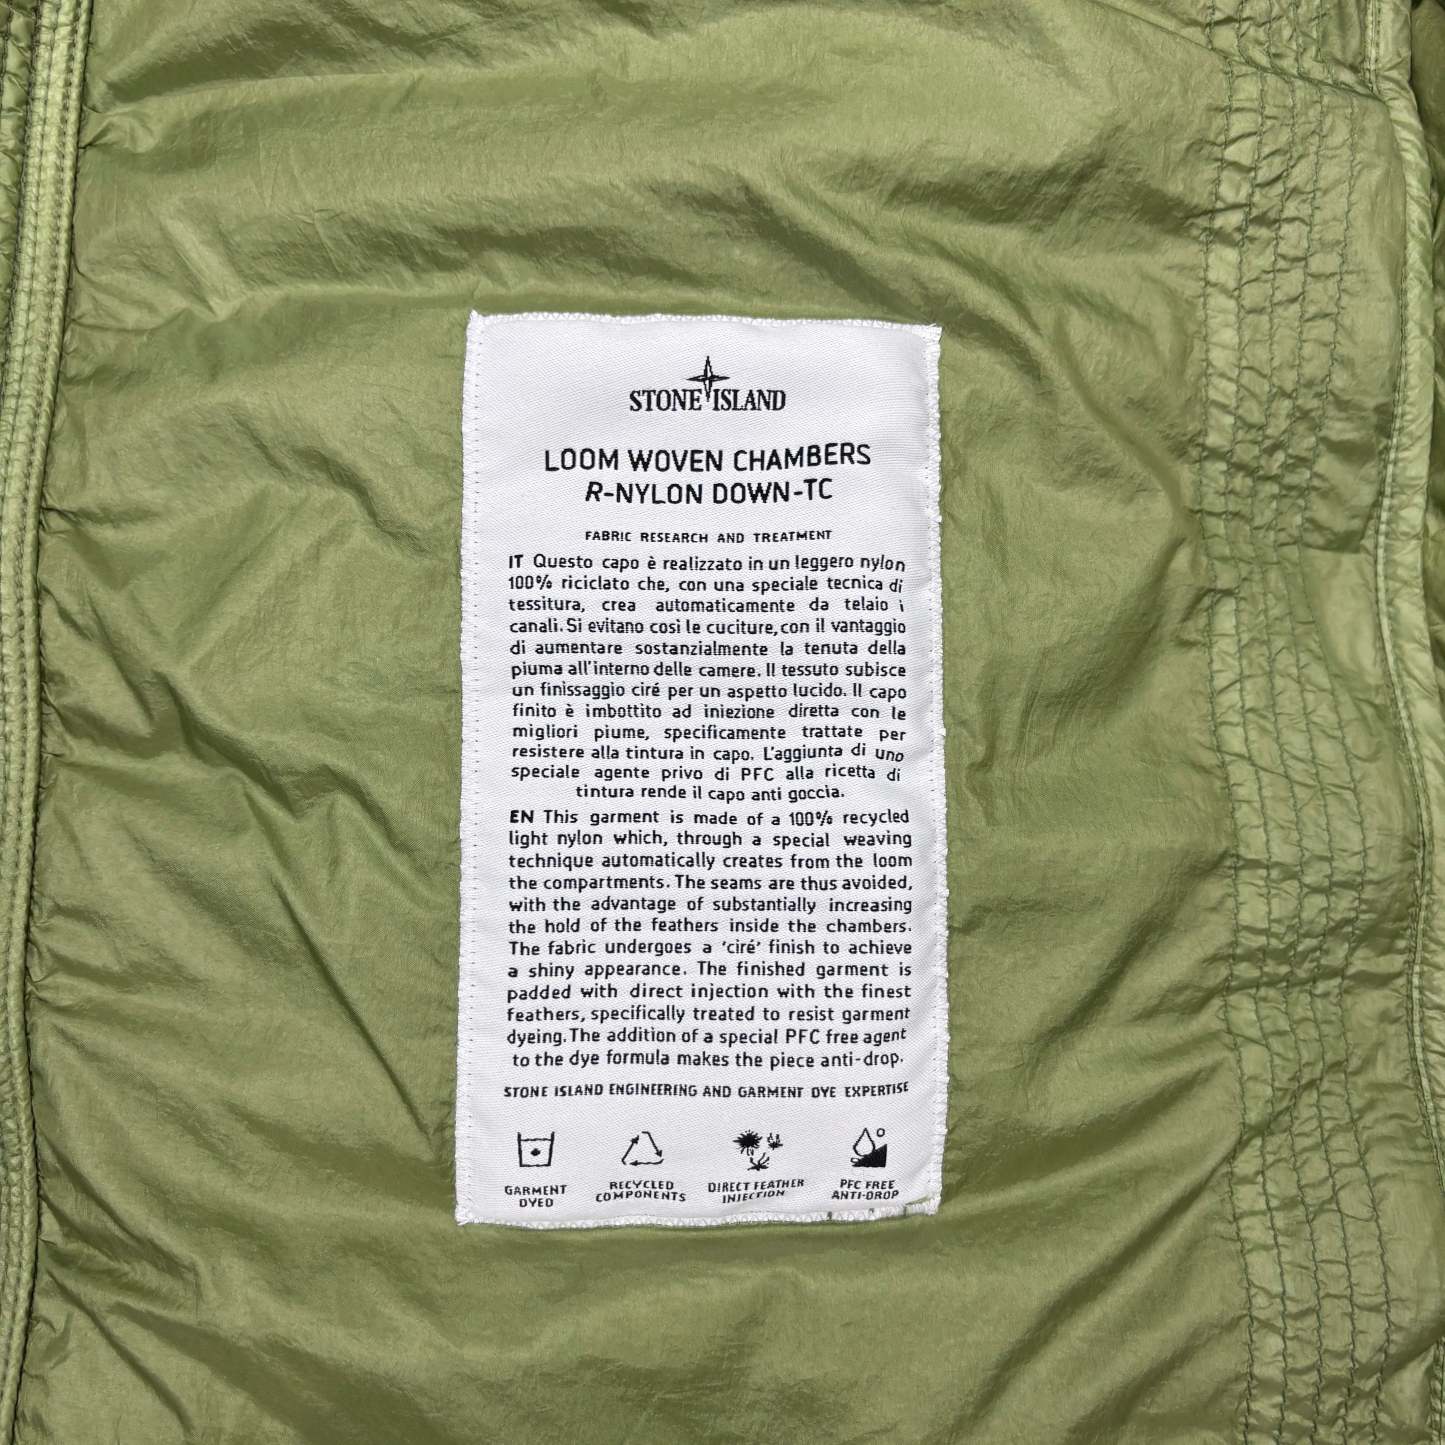 STONE ISLAND
LOOM WOVEN CHAMBERS
R-NYLON DOWN-TC
FABRIC RESEARCH AND TREATMENT
IT Questo capo è realizzato in un leggero nylon
100% riciclato che, con una speciale tecnica di
tessitura, crea automaticamente da telaio i
canali. Si evitano così le cuciture, con il vantaggio
di aumentare sostanzialmente la tenuta della
piuma all'interno delle camere. Il tessuto subisce
un finissaggio ciré per un aspetto lucido. Il capo
finito è imbottito ad iniezione diretta con le
migliori piume, specificamente trattate per
resistere alla tintura in capo. L'aggiunta di uno
speciale agente privo di PFC alla ricetta di
tintura rende il capo anti goccia.
EN This garment is made of a 100% recycled
light nylon which, through a special weaving
technique automatically creates from the loom
the compartments. The seams are thus avoided,
with the advantage of substantially increasing
the hold of the feathers inside the chambers.
The fabric undergoes a 'ciré' finish to achieve
a shiny appearance. The finished garment is
padded with direct injection with the finest
feathers, specifically treated to resist garment
dyeing. The addition of a special PFC free agent
to the dye formula makes the piece anti-drop.
STONE ISLAND ENGINEERING AND GARMENT DYE EXPERTISE
GARMENT
DYED
RECYCLED
COMPONENTS
DIRECT FEATHER
INJECTION
PFC FREE
ANTI-DROP